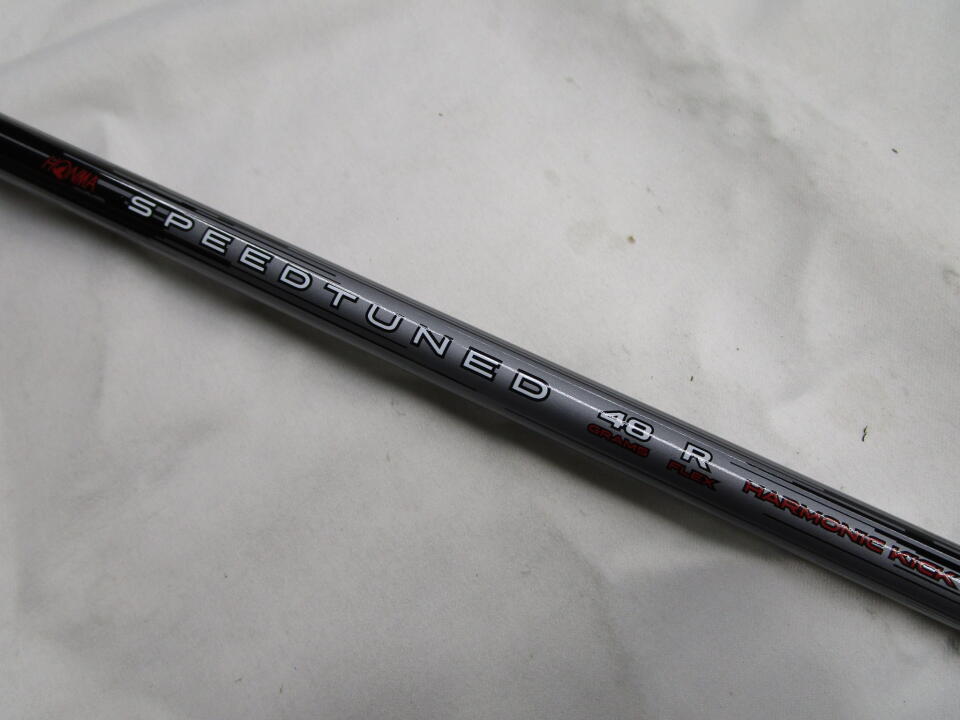 HONMA SPEEDTUNED 48 R HARMONIC KICK
GRAMS FLEX